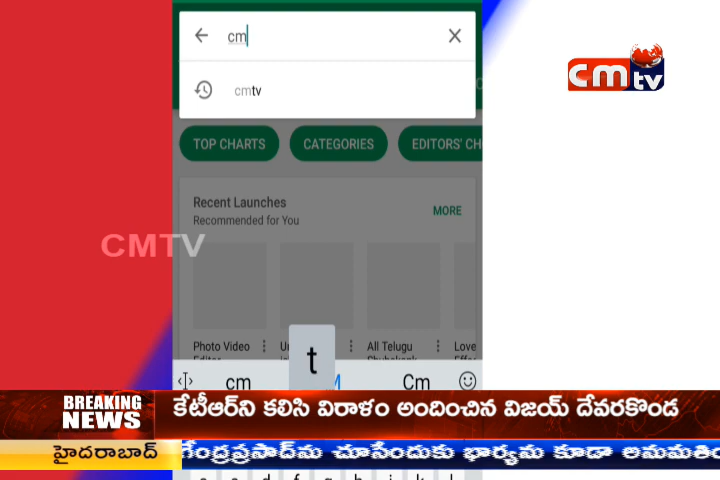 cm
cmtv
cmtv
TOP CHARTS CATEGORIES EDITORS' CH
Recent Launches
Recommended for You
MORE
CMTV
Photo Video
All Telugu
Love
t
cm
Cm
BREAKING NEWS
కేటీఆర్‌ని కలిసి విరాళం అందించిన విజయ్ దేవరకొండ
హైదరాబాద్
చూసేందుకు భార్యను కూడా